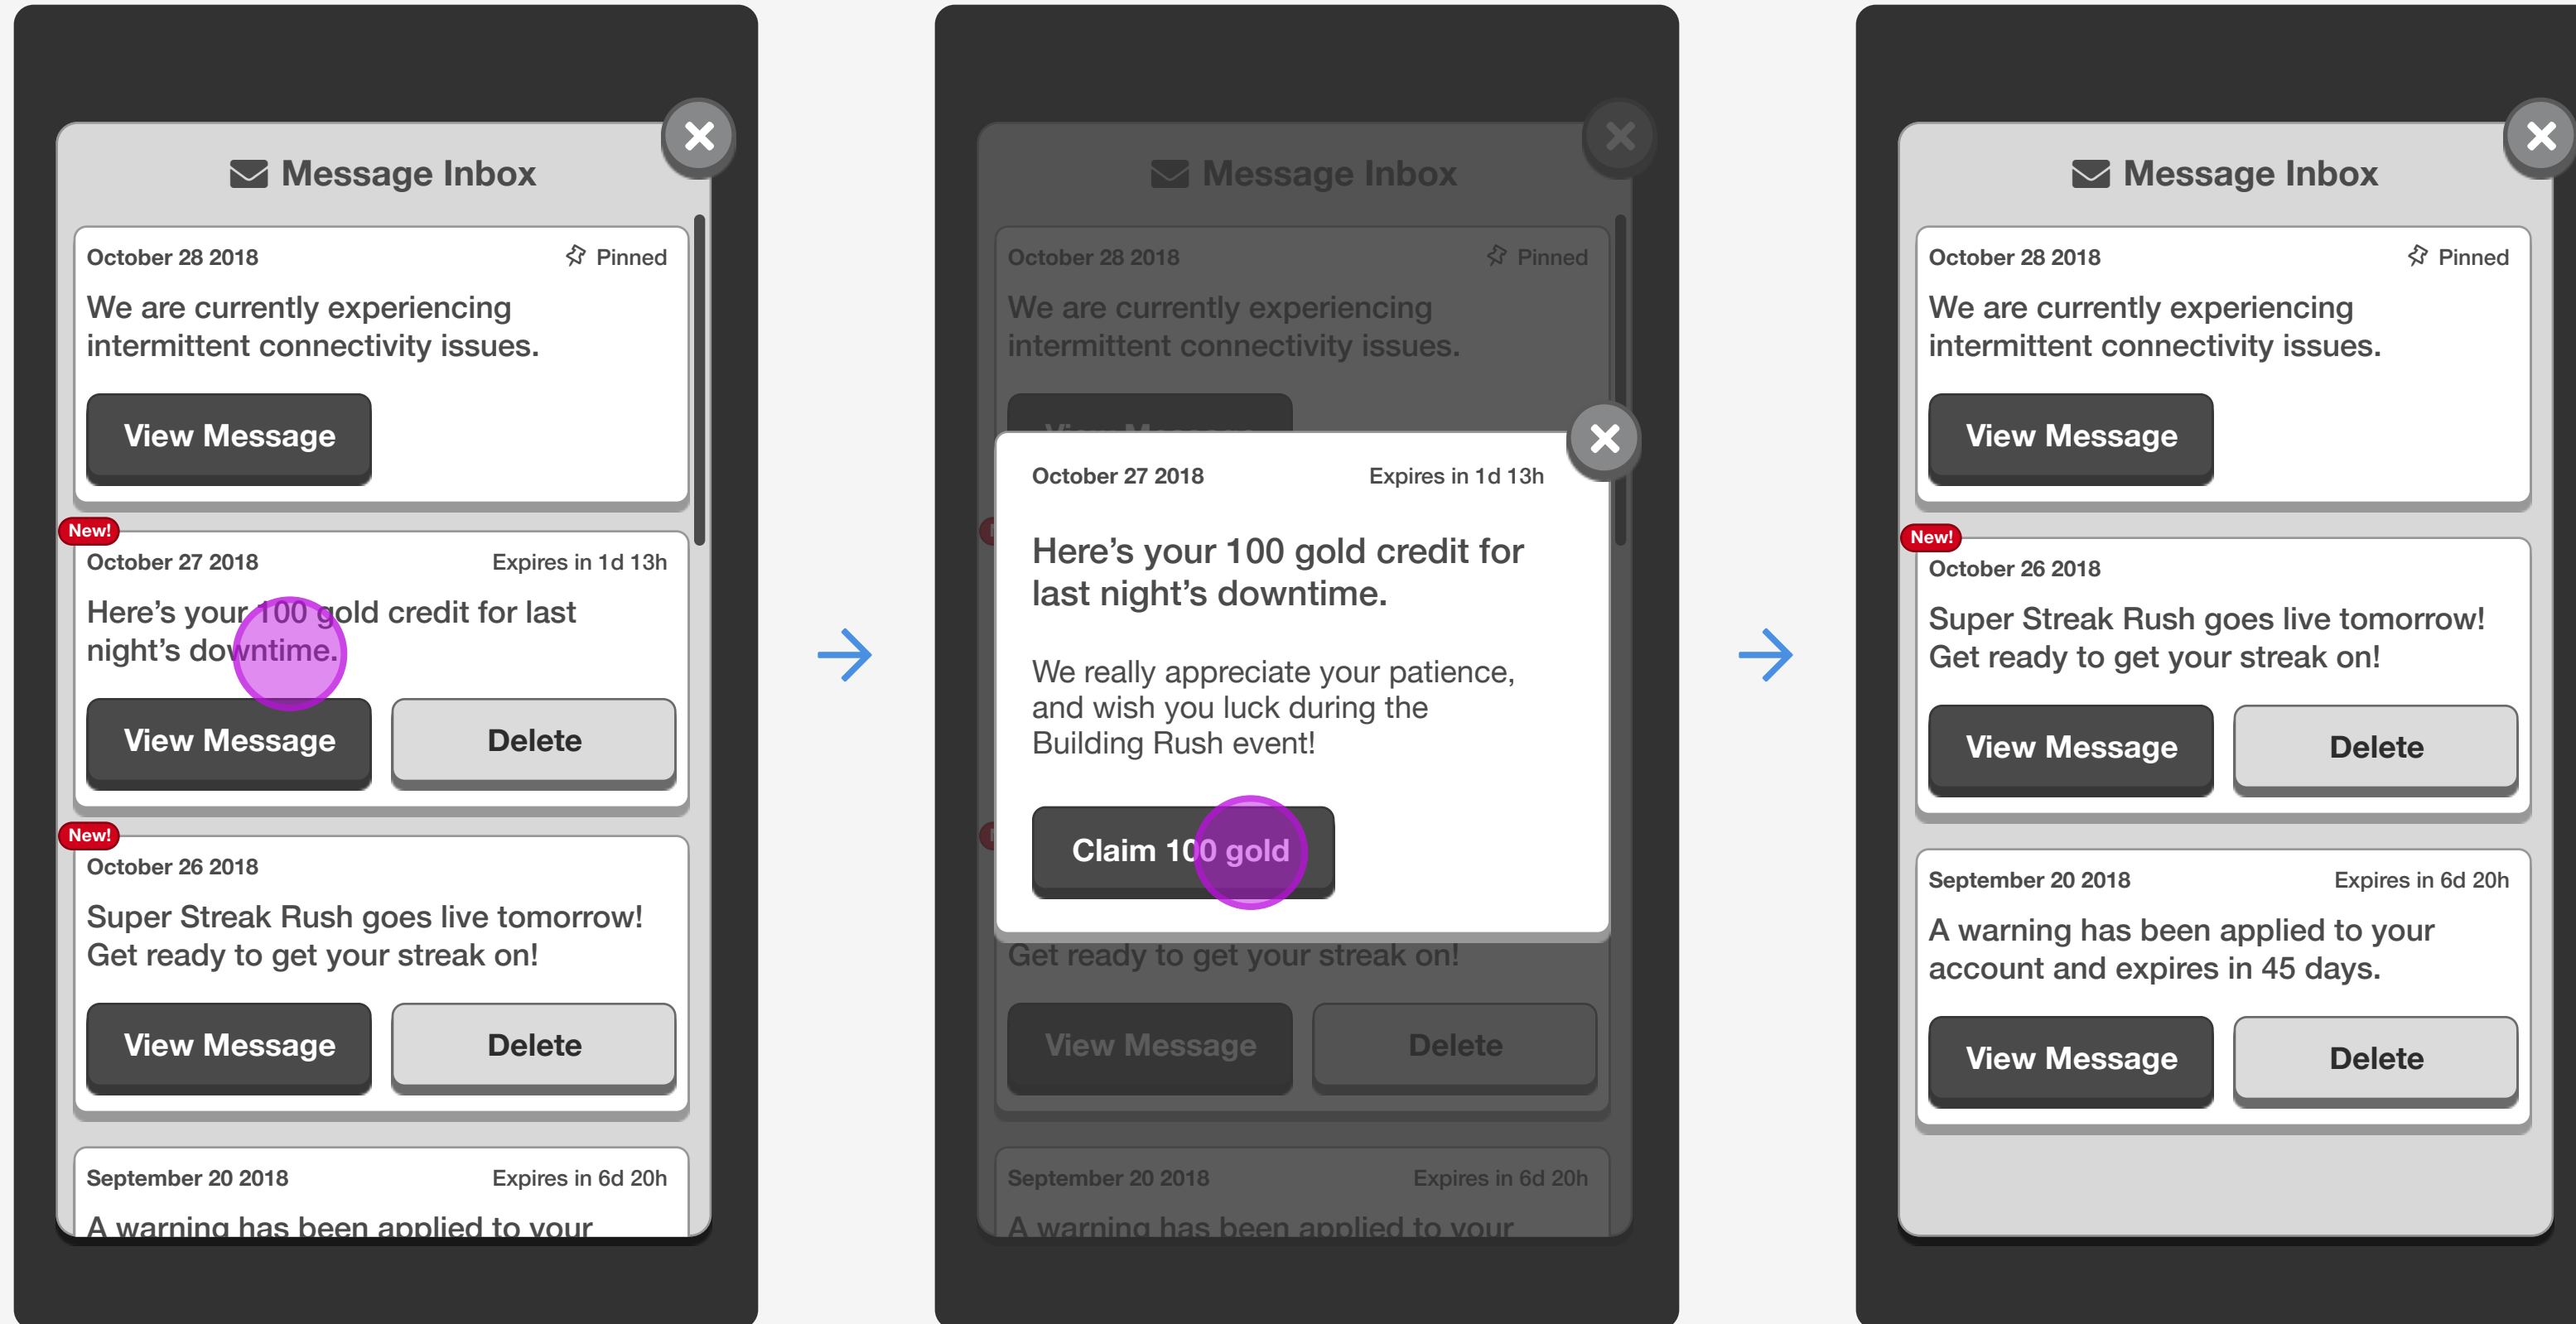 Message Inbox
October 28 2018 Pinned
We are currently experiencing
intermittent connectivity issues.
View Message
New!
October 27 2018 Expires in 1d 13h
Here’s your 100 gold credit for last
night’s downtime.
View Message Delete
New!
October 26 2018
Super Streak Rush goes live tomorrow!
Get ready to get your streak on!
View Message Delete
September 20 2018 Expires in 6d 20h
A warning has been applied to your
Message Inbox
October 28 2018 Pinned
We are currently experiencing
intermittent connectivity issues.
View Message
October 27 2018 Expires in 1d 13h
Here’s your 100 gold credit for
last night’s downtime.
We really appreciate your patience,
and wish you luck during the
Building Rush event!
Claim 100 gold
Get ready to get your streak on!
View Message Delete
September 20 2018 Expires in 6d 20h
A warning has been applied to your
Message Inbox
October 28 2018 Pinned
We are currently experiencing
intermittent connectivity issues.
View Message
New!
October 26 2018
Super Streak Rush goes live tomorrow!
Get ready to get your streak on!
View Message Delete
September 20 2018 Expires in 6d 20h
A warning has been applied to your
account and expires in 45 days.
View Message Delete